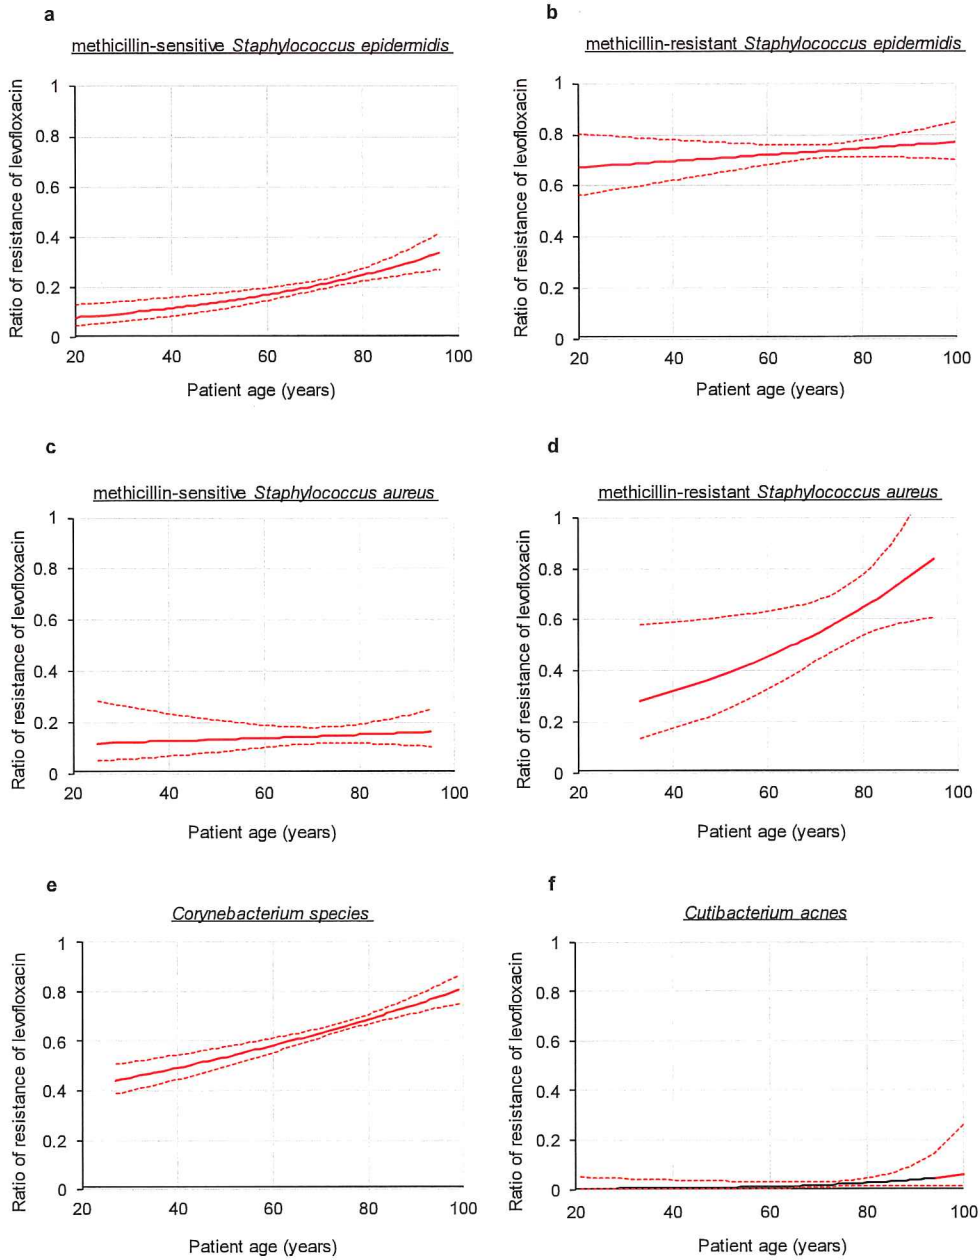 a
methicillin-sensitive Staphylococcus epidermidis
Ratio of resistance of levofloxacin
1
0.8
0.6
0.4
0.2
0
20 40 60 80 100
Patient age (years)
b
methicillin-resistant Staphylococcus epidermidis
Ratio of resistance of levofloxacin
1
0.8
0.6
0.4
0.2
0
20 40 60 80 100
Patient age (years)
c
methicillin-sensitive Staphylococcus aureus
Ratio of resistance of levofloxacin
1
0.8
0.6
0.4
0.2
0
20 40 60 80 100
Patient age (years)
d
methicillin-resistant Staphylococcus aureus
Ratio of resistance of levofloxacin
1
0.8
0.6
0.4
0.2
0
20 40 60 80 100
Patient age (years)
e
Corynebacterium species
Ratio of resistance of levofloxacin
1
0.8
0.6
0.4
0.2
0
20 40 60 80 100
Patient age (years)
f
Cutibacterium acnes
Ratio of resistance of levofloxacin
1
0.8
0.6
0.4
0.2
0
20 40 60 80 100
Patient age (years)